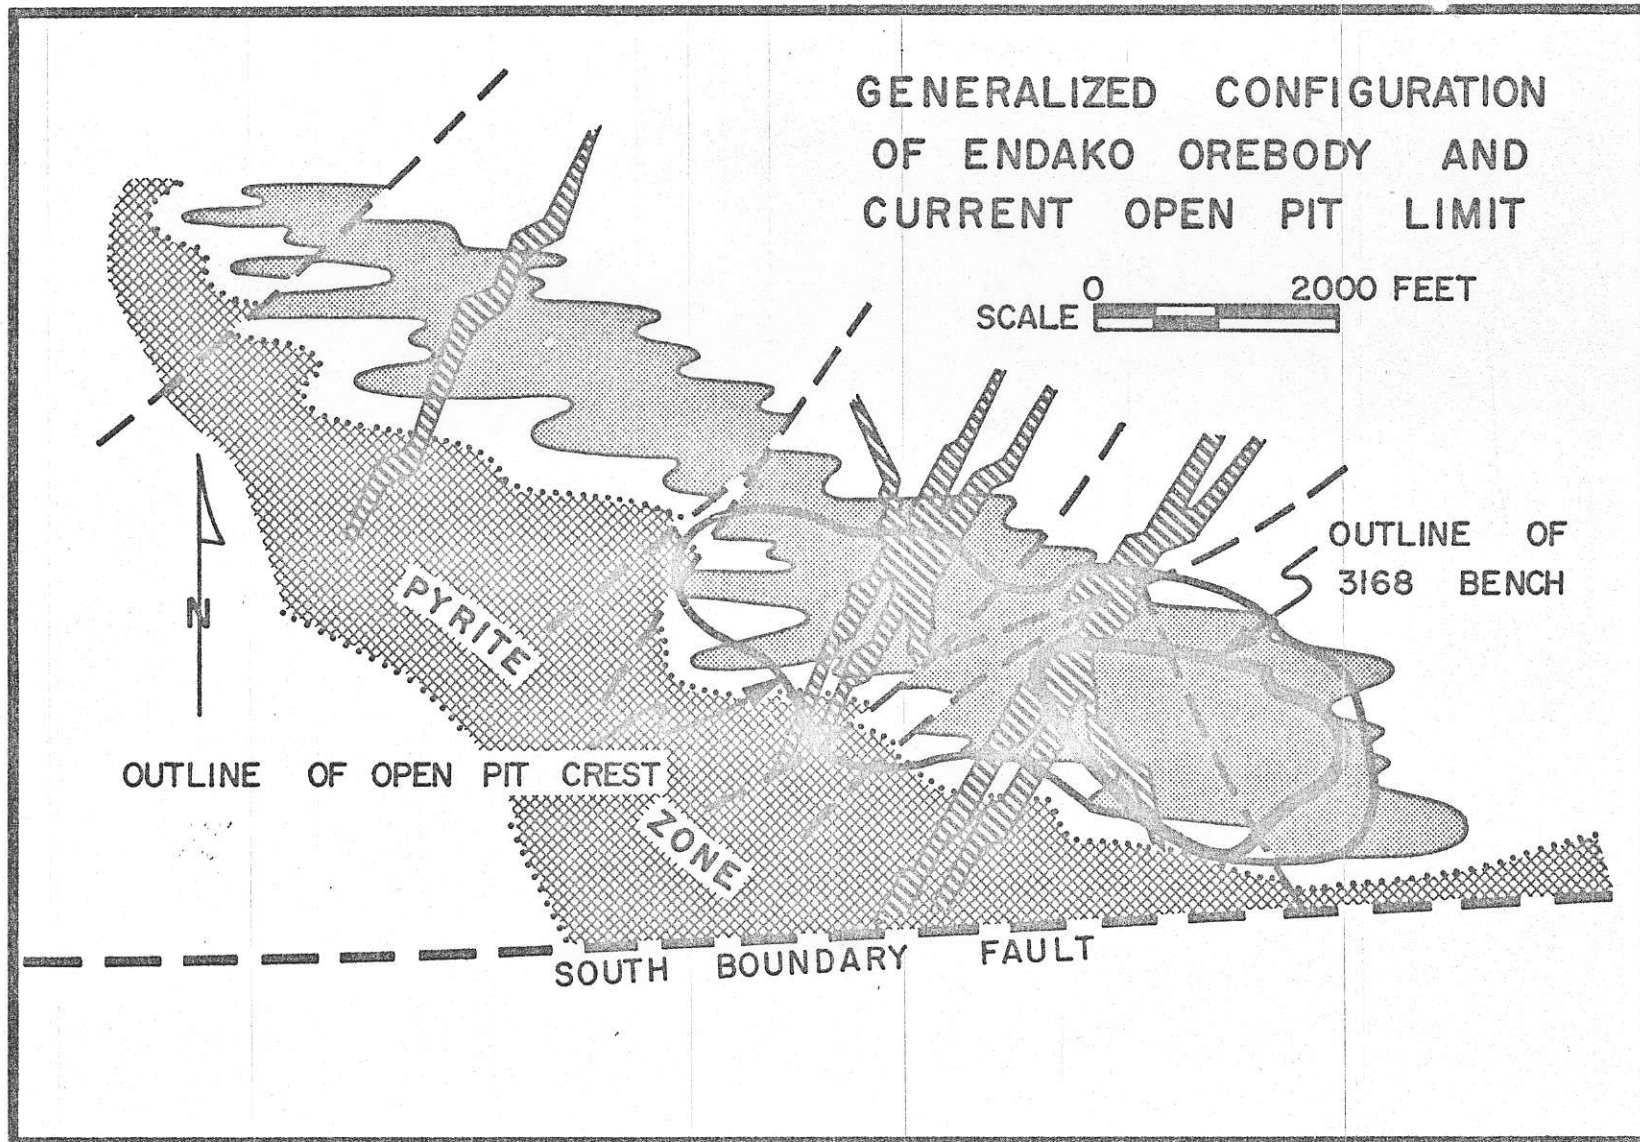 GENERALIZED CONFIGURATION
OF ENDAKO OREBODY AND
CURRENT OPEN PIT LIMIT
0 2000 FEET
SCALE
OUTLINE OF
3168 BENCH
PYRITE
N
OUTLINE OF OPEN PIT CREST
ZONE
SOUTH BOUNDARY FAULT